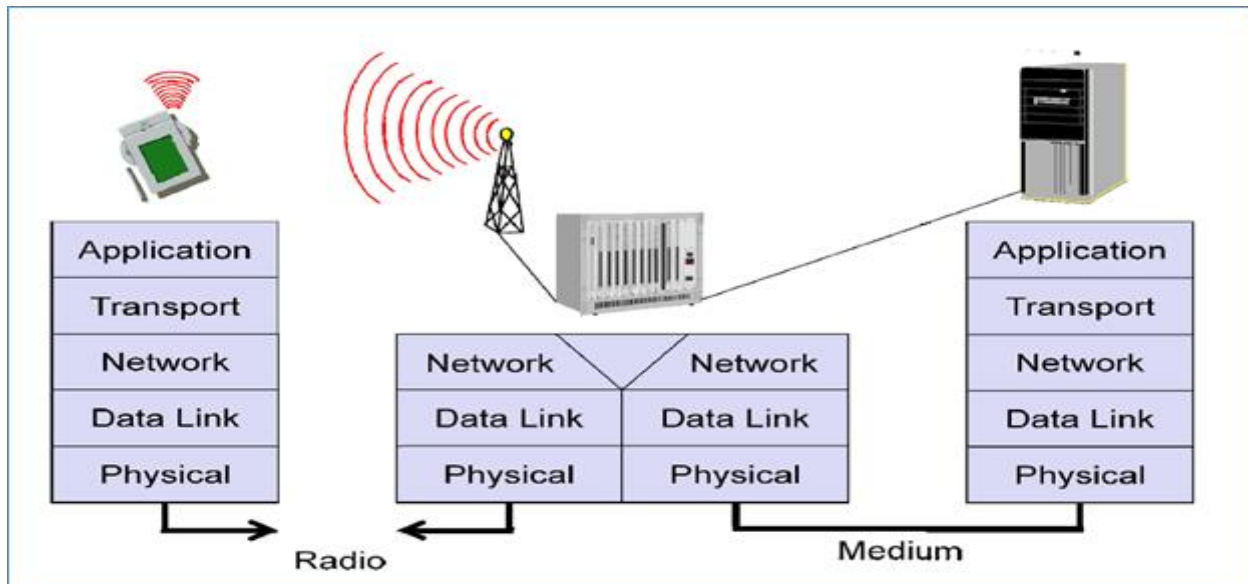 Application
Transport
Network
Data Link
Physical
Network Network
Data Link Data Link
Physical Physical
Application
Transport
Network
Data Link
Physical
Radio
Medium